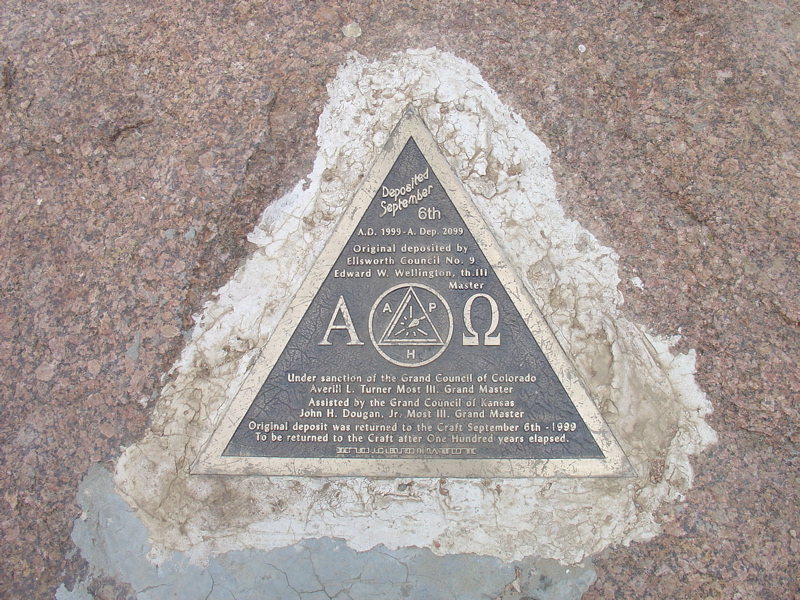 Deposited
September
6th
A.D. 1999 - A. Dep. 2099
Original deposited by
Ellsworth Council No. 9
Edward W. Wellington, th.Ill
Master
Α Ω
I
A P
H
Under sanction of the Grand Council of Colorado
Averill L. Turner Most Ill. Grand Master
Assisted by the Grand Council of Kansas
John H. Dougan, Jr. Most Ill. Grand Master
Original deposit was returned to the Craft September 6th - 1999
To be returned to the Craft after One Hundred years elapsed.